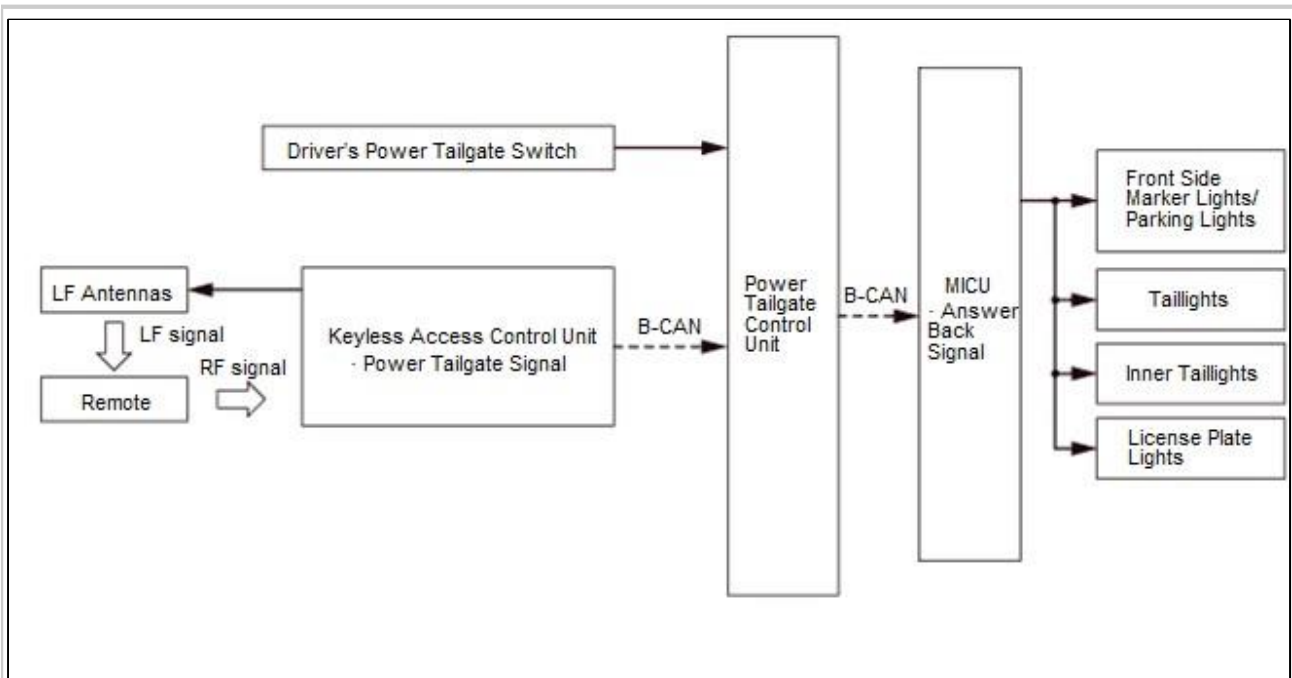 Driver's Power Tailgate Switch
LF Antennas
LF signal
RF signal
Remote
Keyless Access Control Unit
- Power Tailgate Signal
B-CAN
Power
Tailgate
Control
Unit
B-CAN
MICU
- Answer
Back
Signal
Front Side
Marker Lights/
Parking Lights
Taillights
Inner Taillights
License Plate
Lights